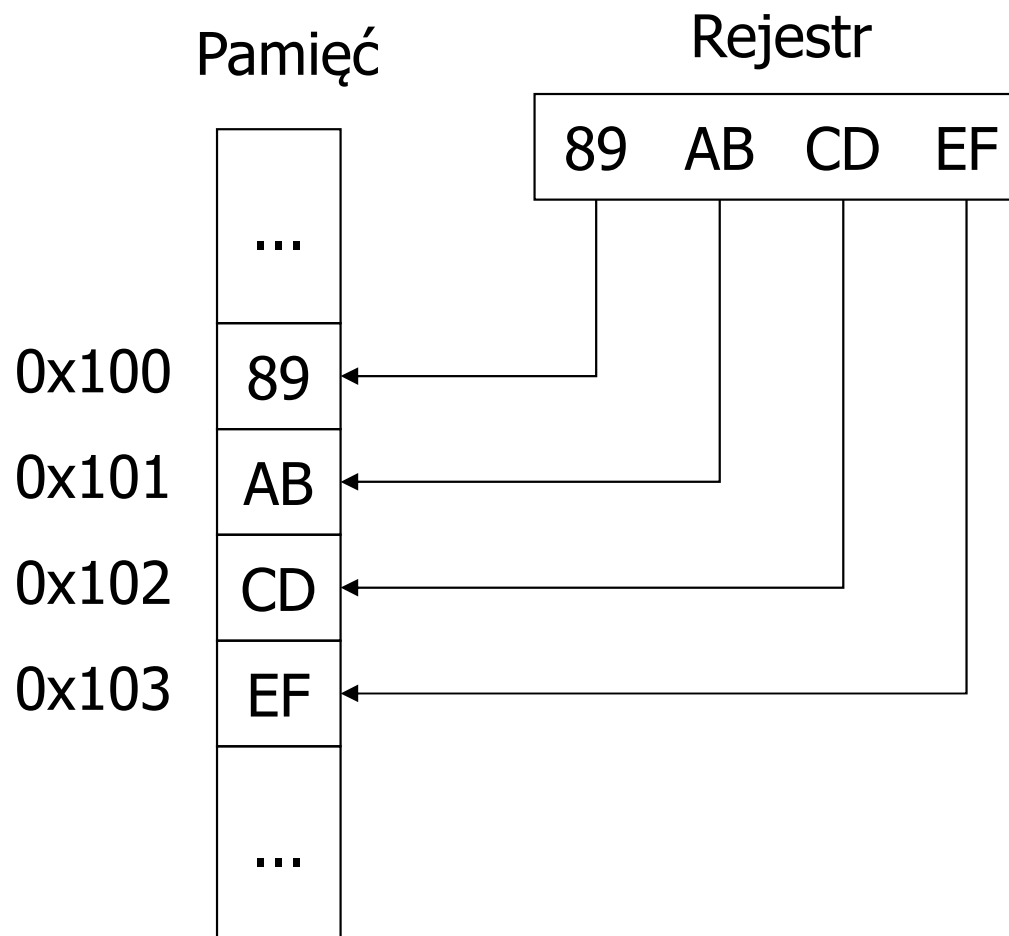 Pamięć
Rejestr
89 AB CD EF
...
0x100 89
0x101 AB
0x102 CD
0x103 EF
...